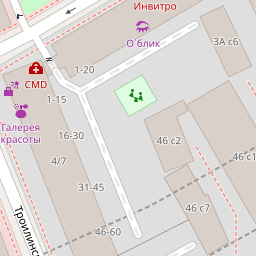 Инвитро
О блик
3А с6
1-20
CMD
1-15
Галерея
красоты
16-30
4/7
46 с2
46 с1
31-45
46 с7
46-60
Троилинс